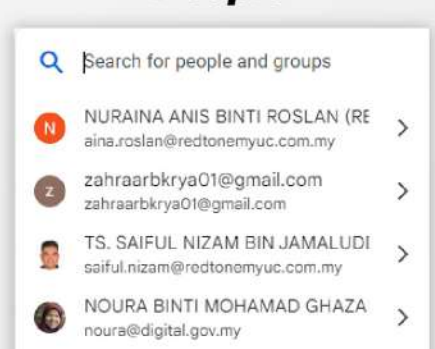 Search for people and groups
N
NURAINA ANIS BINTI ROSLAN (RE
aina.roslan@redtonemyuc.com.my
z
zahraarbkrya01@gmail.com
zahraarbkrya01@gmail.com
TS. SAIFUL NIZAM BIN JAMALUDI
saiful.nizam@redtonemyuc.com.my
NOURA BINTI MOHAMAD GHAZA
noura@digital.gov.my